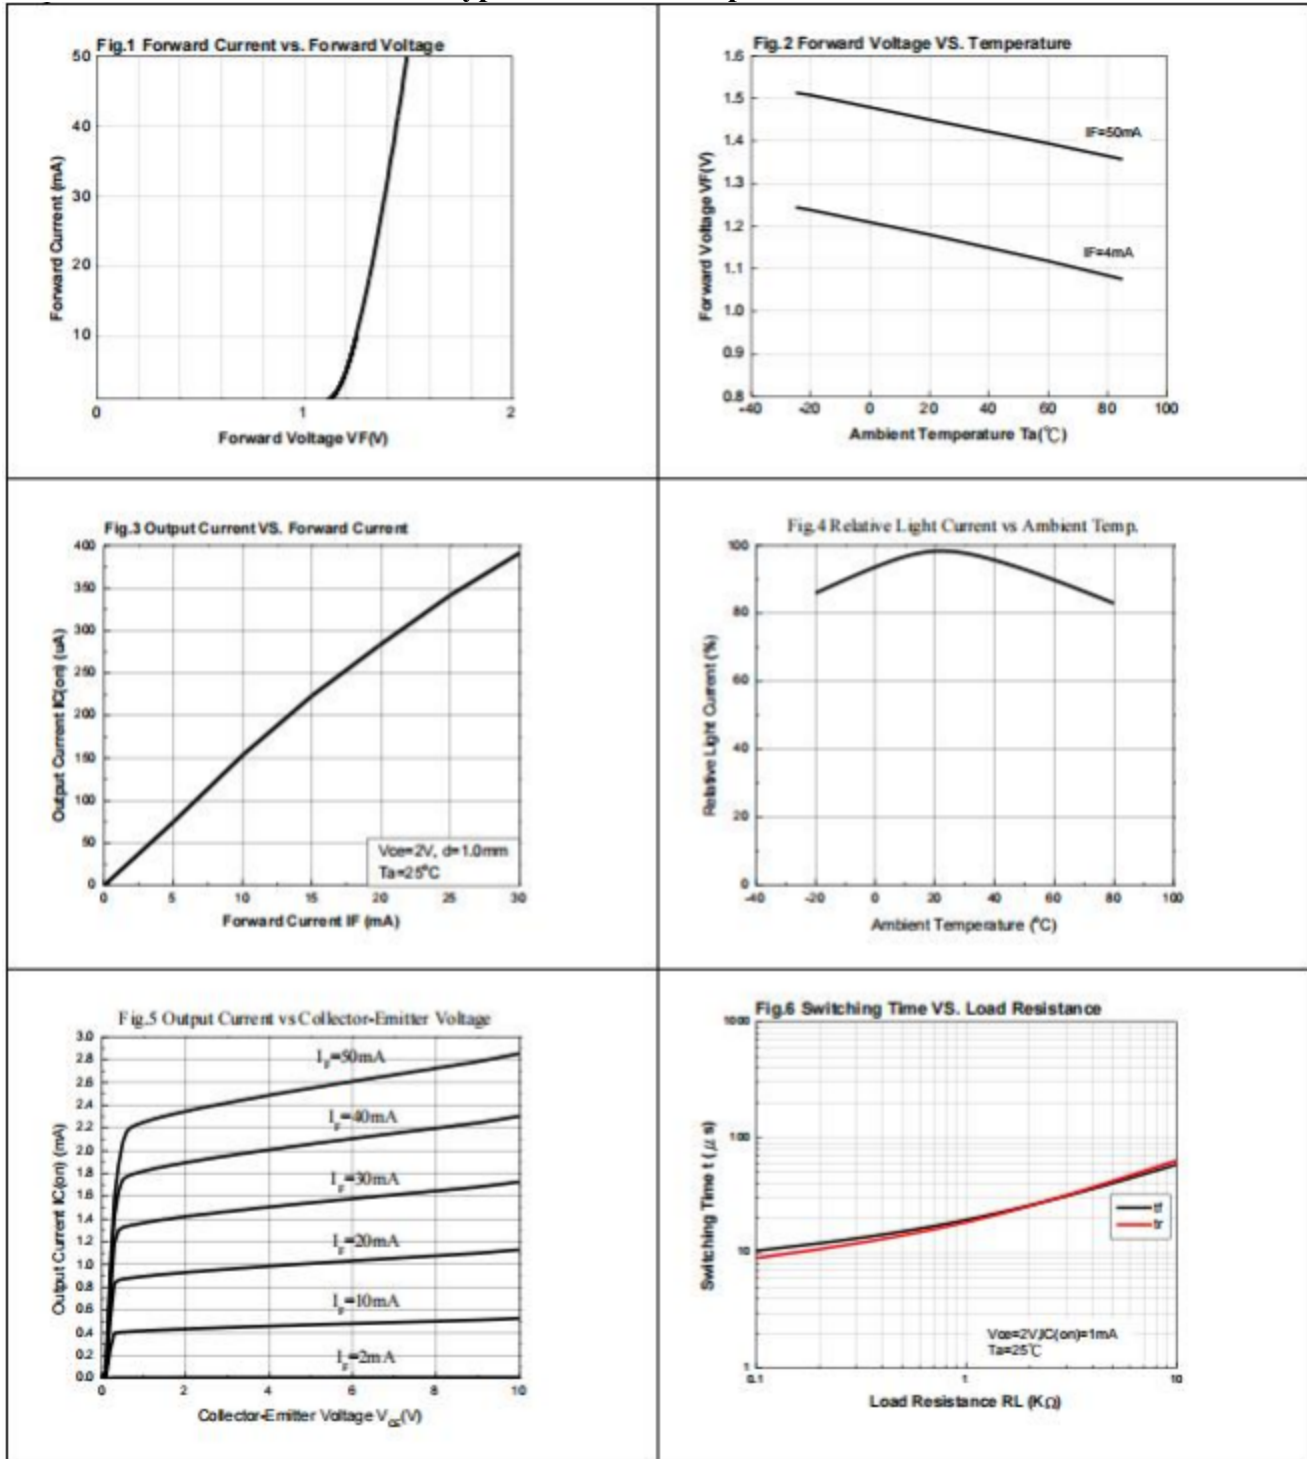 Fig.1 Forward Current vs. Forward Voltage
50
40
30
20
10
0
1
2
Forward Current (mA)
Forward Voltage VF(V)
Fig.2 Forward Voltage VS. Temperature
1.6
1.5
1.4
1.3
1.2
1.1
1.0
0.9
0.8
-40
-20
0
20
40
60
80
100
IF=50mA
IF=4mA
Forward Voltage VF(V)
Ambient Temperature Ta(℃)
Fig.3 Output Current VS. Forward Current
400
350
300
250
200
150
100
50
0
0
5
10
15
20
25
30
Vce=2V, d=1.0mm
Ta=25°C
Output Current IC(on) (uA)
Forward Current IF (mA)
Fig.4 Relative Light Current vs Ambient Temp.
100
80
60
40
20
0
-40
-20
0
20
40
60
80
100
Relative Light Current (%)
Ambient Temperature (°C)
Fig.5 Output Current vs Collector-Emitter Voltage
3.0
2.8
2.6
2.4
2.2
2.0
1.8
1.6
1.4
1.2
1.0
0.8
0.6
0.4
0.2
0.0
0
2
4
6
8
10
I_F=50mA
I_F=40mA
I_F=30mA
I_F=20mA
I_F=10mA
I_F=2mA
Output Current IC(on) (mA)
Collector-Emitter Voltage V_CE(V)
Fig.6 Switching Time VS. Load Resistance
1000
100
10
1
0.1
1
10
tf
tr
Vce=2V,IC(on)=1mA
Ta=25℃
Switching Time t (μs)
Load Resistance RL (KΩ)